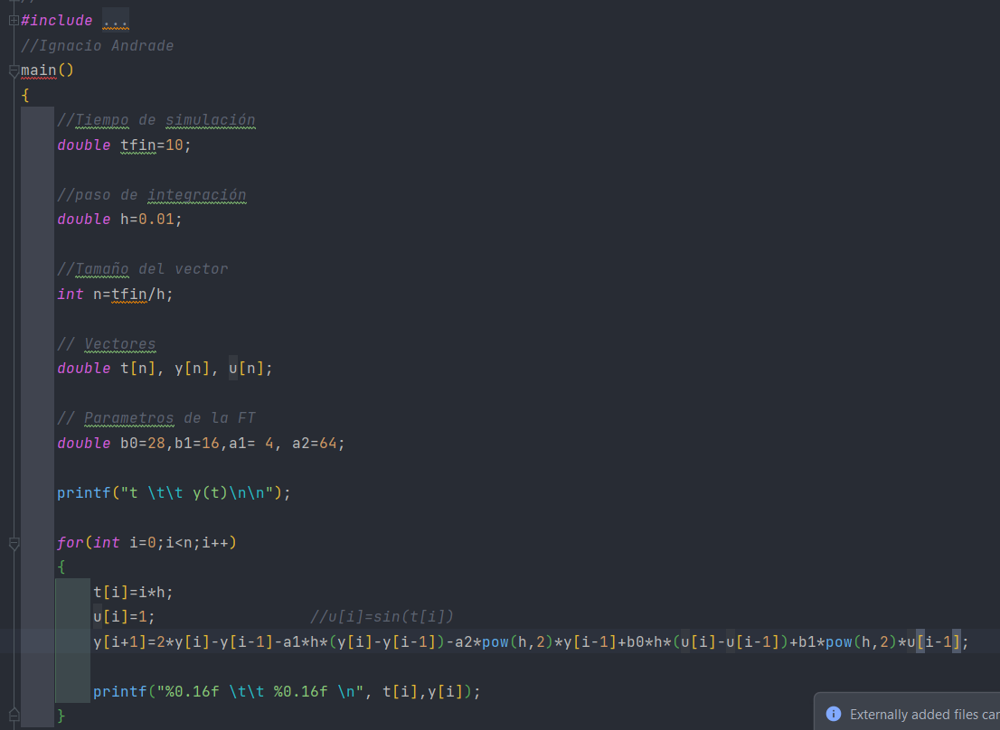 #include ...
//Ignacio Andrade
main()
{
//Tiempo de simulación
double tfin=10;
//paso de integración
double h=0.01;
//Tamaño del vector
int n=tfin/h;
// Vectores
double t[n], y[n], u[n];
// Parametros de la FT
double b0=28,b1=16,a1= 4, a2=64;
printf("t \t\t y(t)\n\n");
for(int i=0;i<n;i++)
{
t[i]=i*h;
u[i]=1; //u[i]=sin(t[i])
y[i+1]=2*y[i]-y[i-1]-a1*h*(y[i]-y[i-1])-a2*pow(h,2)*y[i-1]+b0*h*(u[i]-u[i-1])+b1*pow(h,2)*u[i-1];
printf("%0.16f \t\t %0.16f \n", t[i],y[i]);
}
Externally added files